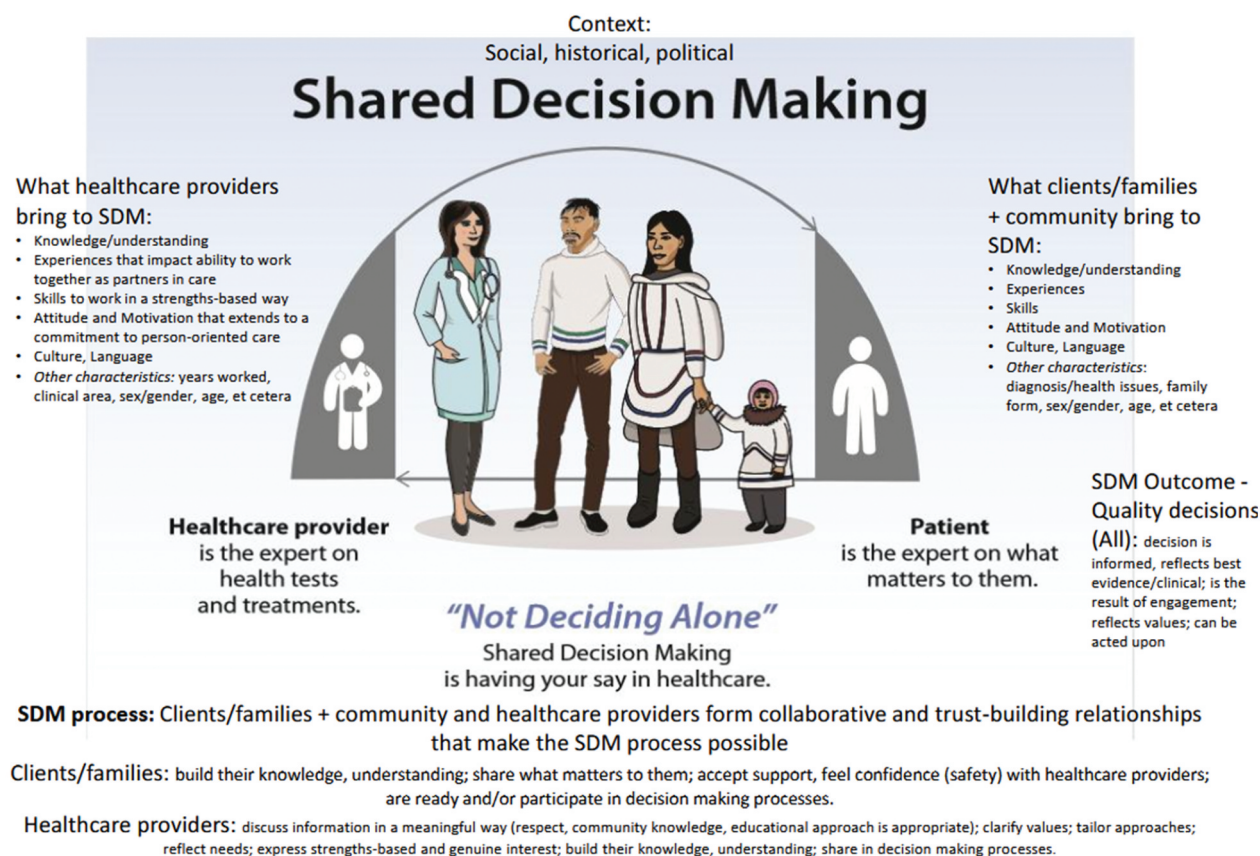 Context:
Social, historical, political
Shared Decision Making
What healthcare providers
bring to SDM:
• Knowledge/understanding
• Experiences that impact ability to work
together as partners in care
• Skills to work in a strengths-based way
• Attitude and Motivation that extends to a
commitment to person-oriented care
• Culture, Language
• Other characteristics: years worked,
clinical area, sex/gender, age, et cetera
What clients/families
+ community bring to
SDM:
• Knowledge/understanding
• Experiences
• Skills
• Attitude and Motivation
• Culture, Language
• Other characteristics:
diagnosis/health issues, family
form, sex/gender, age, et cetera
Healthcare provider
is the expert on
health tests
and treatments.
Patient
is the expert on what
matters to them.
SDM Outcome -
Quality decisions
(All): decision is
informed, reflects best
evidence/clinical; is the
result of engagement;
reflects values; can be
acted upon
"Not Deciding Alone"
Shared Decision Making
is having your say in healthcare.
SDM process: Clients/families + community and healthcare providers form collaborative and trust-building relationships
that make the SDM process possible
Clients/families: build their knowledge, understanding; share what matters to them; accept support, feel confidence (safety) with healthcare providers;
are ready and/or participate in decision making processes.
Healthcare providers: discuss information in a meaningful way (respect, community knowledge, educational approach is appropriate); clarify values; tailor approaches;
reflect needs; express strengths-based and genuine interest; build their knowledge, understanding; share in decision making processes.